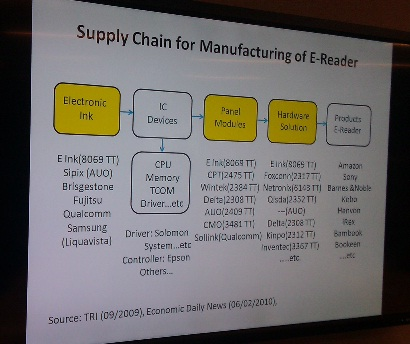 Supply Chain for Manufacturing of E-Reader
Electronic
Ink
IC
Devices
Panel
Modules
Hardware
Solution
Products
E-Reader
CPU
Memory
TCOM
Driver...etc
Driver: Solomon
System...etc
Controller: Epson
Others...
E Ink(8069 TT)
Sipix (AUO)
Brisgestone
Fujitsu
Qualcomm
Samsung
(Liquavista)
E Ink(8069 TT)
CPT(2475 TT)
Wintek(2384 TT)
Delta(2308 TT)
AUO(2409 TT)
CMO(3481 TT)
Sollink(Qualcomm)
E Ink(8069 TT)
Foxconn(2317 TT)
Netronix(6143 TT)
Qisda(2352 TT)
---(AUO)
Delta(2308 TT)
Kinpo(2312 TT)
Inventec(3367 TT)
....etc
Amazon
Sony
Barnes &Noble
Kobo
Hanvon
iRex
Bambook
Bookeen
...etc
Source: TRI (09/2009), Economic Daily News (06/02/2010),